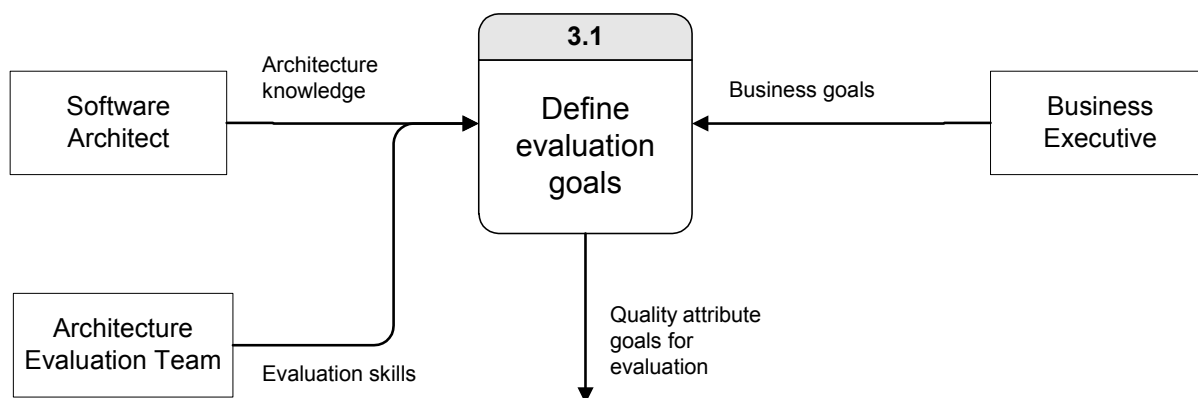 3.1
Define
evaluation
goals
Software
Architect
Architecture
knowledge
Business goals
Business
Executive
Architecture
Evaluation Team
Evaluation skills
Quality attribute
goals for
evaluation